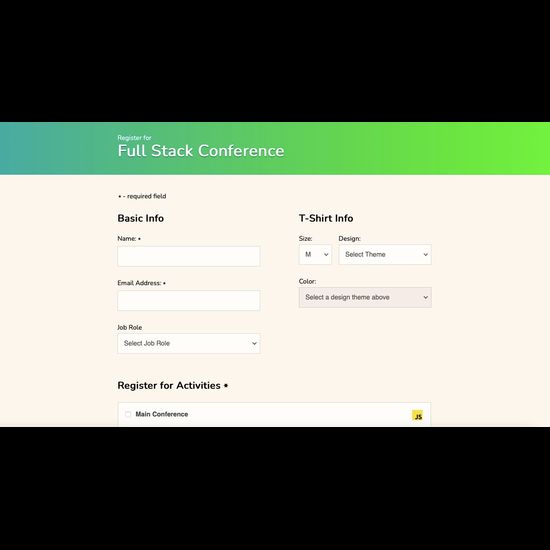 Register for
Full Stack Conference
* - required field
Basic Info
T-Shirt Info
Name: *
Size:
Design:
M
Select Theme
Email Address: *
Color:
Select a design theme above
Job Role
Select Job Role
Register for Activities *
Main Conference
JS